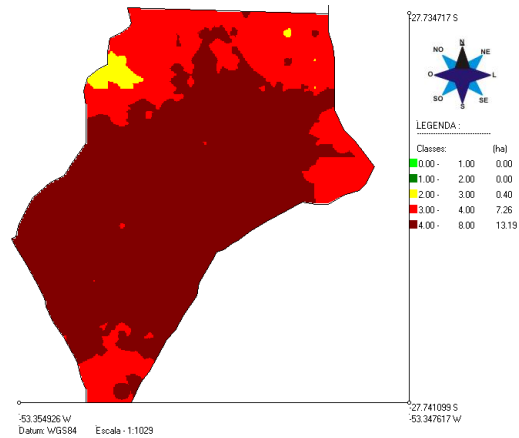 -27.734717 S
N
NO NE
O L
SO SE
S
LEGENDA :
Classes: (ha)
0.00 - 1.00 0.00
1.00 - 2.00 0.00
2.00 - 3.00 0.40
3.00 - 4.00 7.26
4.00 - 8.00 13.19
-27.741099 S
-53.354926 W -53.347617 W
Datum: WGS84 Escala - 1:1029